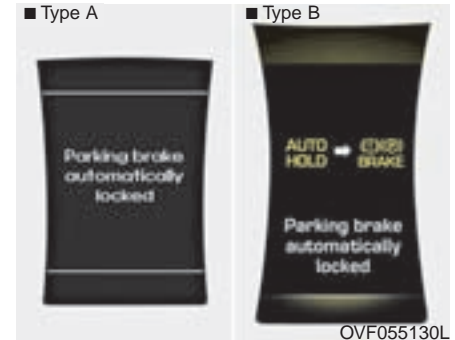 ■ Type A
Parking brake
automatically
locked
■ Type B
AUTO
HOLD
BRAKE
Parking brake
automatically
locked
OVF055130L